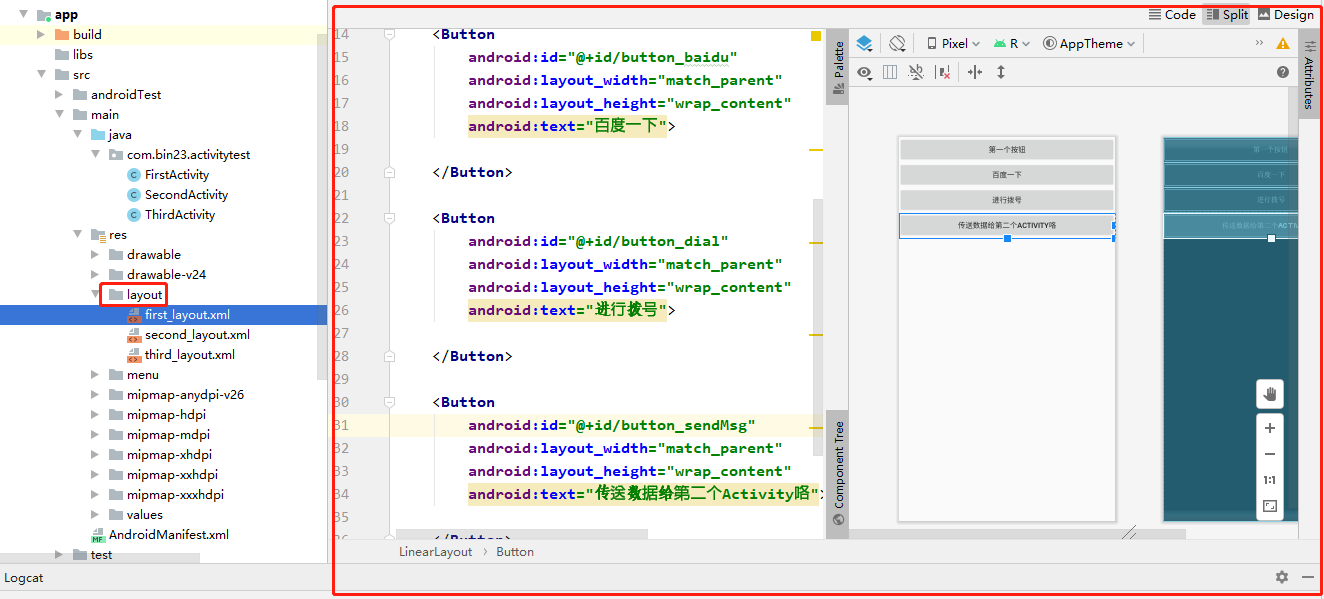 app
build
libs
src
androidTest
main
java
com.bin23.activitytest
FirstActivity
SecondActivity
ThirdActivity
res
drawable
drawable-v24
layout
first_layout.xml
second_layout.xml
third_layout.xml
menu
mipmap-anydpi-v26
mipmap-hdpi
mipmap-mdpi
mipmap-xhdpi
mipmap-xxhdpi
mipmap-xxxhdpi
values
AndroidManifest.xml
test
Logcat
Code Split Design
14 <Button
15 android:id="@+id/button_baidu"
16 android:layout_width="match_parent"
17 android:layout_height="wrap_content"
18 android:text="百度一下">
19
20 </Button>
21
22 <Button
23 android:id="@+id/button_dial"
24 android:layout_width="match_parent"
25 android:layout_height="wrap_content"
26 android:text="进行拨号">
27
28 </Button>
29
30 <Button
31 android:id="@+id/button_sendMsg"
32 android:layout_width="match_parent"
33 android:layout_height="wrap_content"
34 android:text="传送数据给第二个Activity咯">
35
36 </Button>
LinearLayout > Button
Palette
Component Tree
Pixel R AppTheme
Attributes
第一个按钮
百度一下
进行拨号
传送数据给第二个ACTIVITY咯
第一个按钮
百度一下
进行拨号
传送数据给第二个ACTI
1:1